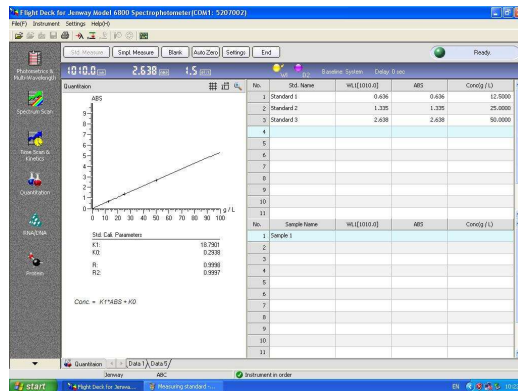 Flight Deck for Jenway Model 6800 Spectrophotometer(COM1: 5207002)
File(F) Instrument Settings Help(H)
Std. Measure Smpl. Measure Blank Auto Zero Settings End Ready.
1010.0 2.638 1.5 W1 D2 Baseline: System Delay: 0 sec
Photometrics & Multi-Wavelength
Spectrum Scan
Time Scan & Kinetics
Quantitation
RNA/DNA
Protein
Quantitaion
ABS
9
8
7
6
5
4
3
2
1
0
0 10 20 30 40 50 60 70 80 90 100 g / L
Std. Cali. Parameters
K1: 18.7901
K0: 0.2938
R: 0.9998
R2: 0.9997
Conc = K1*ABS + K0
No. Std. Name WL1[1010.0] ABS Conc(g / L)
1 Standard 1 0.636 0.636 12.5000
2 Standard 2 1.335 1.335 25.0000
3 Standard 3 2.638 2.638 50.0000
4
5
6
7
8
9
10
11
No. Sample Name WL1[1010.0] ABS Conc(g / L)
1 Sample 1
2
3
4
5
6
7
8
9
10
11
Quantitaion Data 1 Data 5
Jenway ABC Instrument in order
start Flight Deck for Jenwa... Measuring standard -... EN